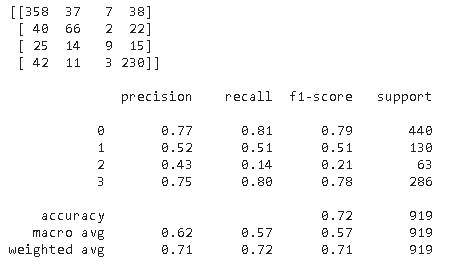 [[358 37 7 38]
[ 40 66 2 22]
[ 25 14 9 15]
[ 42 11 3 230]]
precision recall f1-score support
0 0.77 0.81 0.79 440
1 0.52 0.51 0.51 130
2 0.43 0.14 0.21 63
3 0.75 0.80 0.78 286
accuracy 0.72 919
macro avg 0.62 0.57 0.57 919
weighted avg 0.71 0.72 0.71 919